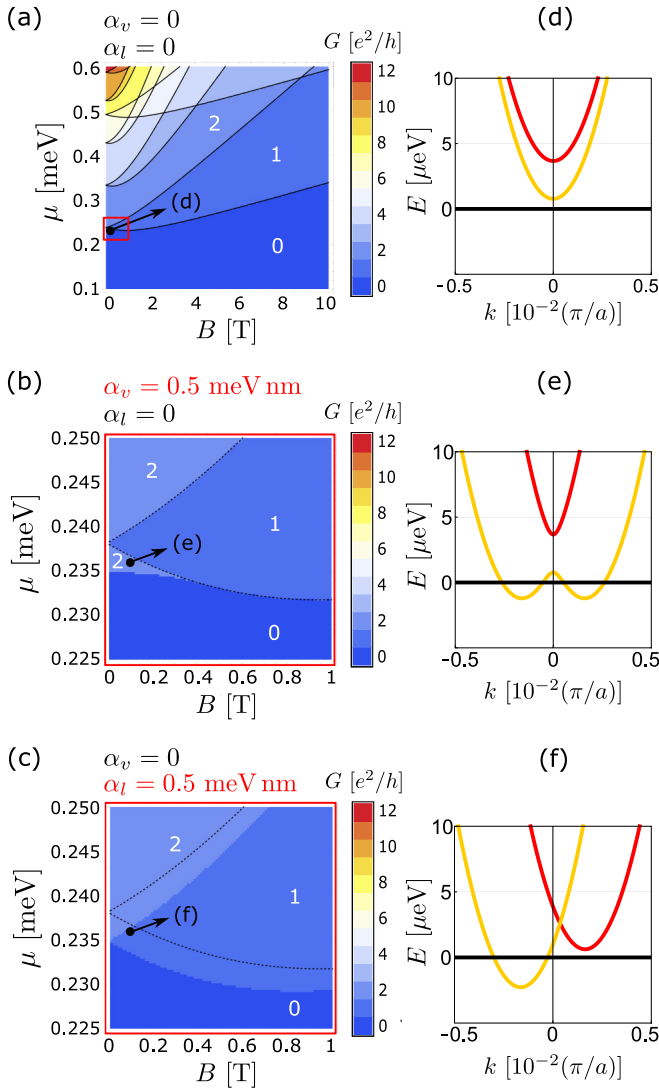 (a)
α_v = 0
α_l = 0
G [e²/h]
(d)
0.6
0.5
0.4
0.3
0.2
0.1
μ [meV]
2
1
0
(d)
0 2 4 6 8 10
B [T]
12
10
8
6
4
2
0
10
5
0
E [μeV]
-0.5 0 0.5
k [10⁻²(π/a)]
(b)
α_v = 0.5 meV nm
α_l = 0
G [e²/h]
(e)
0.250
0.245
0.240
0.235
0.230
0.225
μ [meV]
2
1
2
(e)
0
0 0.2 0.4 0.6 0.8 1
B [T]
12
10
8
6
4
2
0
10
5
0
E [μeV]
−0.5 0 0.5
k [10⁻²(π/a)]
(c)
α_v = 0
α_l = 0.5 meV nm
G [e²/h]
(f)
0.250
0.245
0.240
0.235
0.230
0.225
μ [meV]
2
1
(f)
0
0 0.2 0.4 0.6 0.8 1
B [T]
12
10
8
6
4
2
0
10
5
0
E [μeV]
−0.5 0 0.5
k [10⁻²(π/a)]